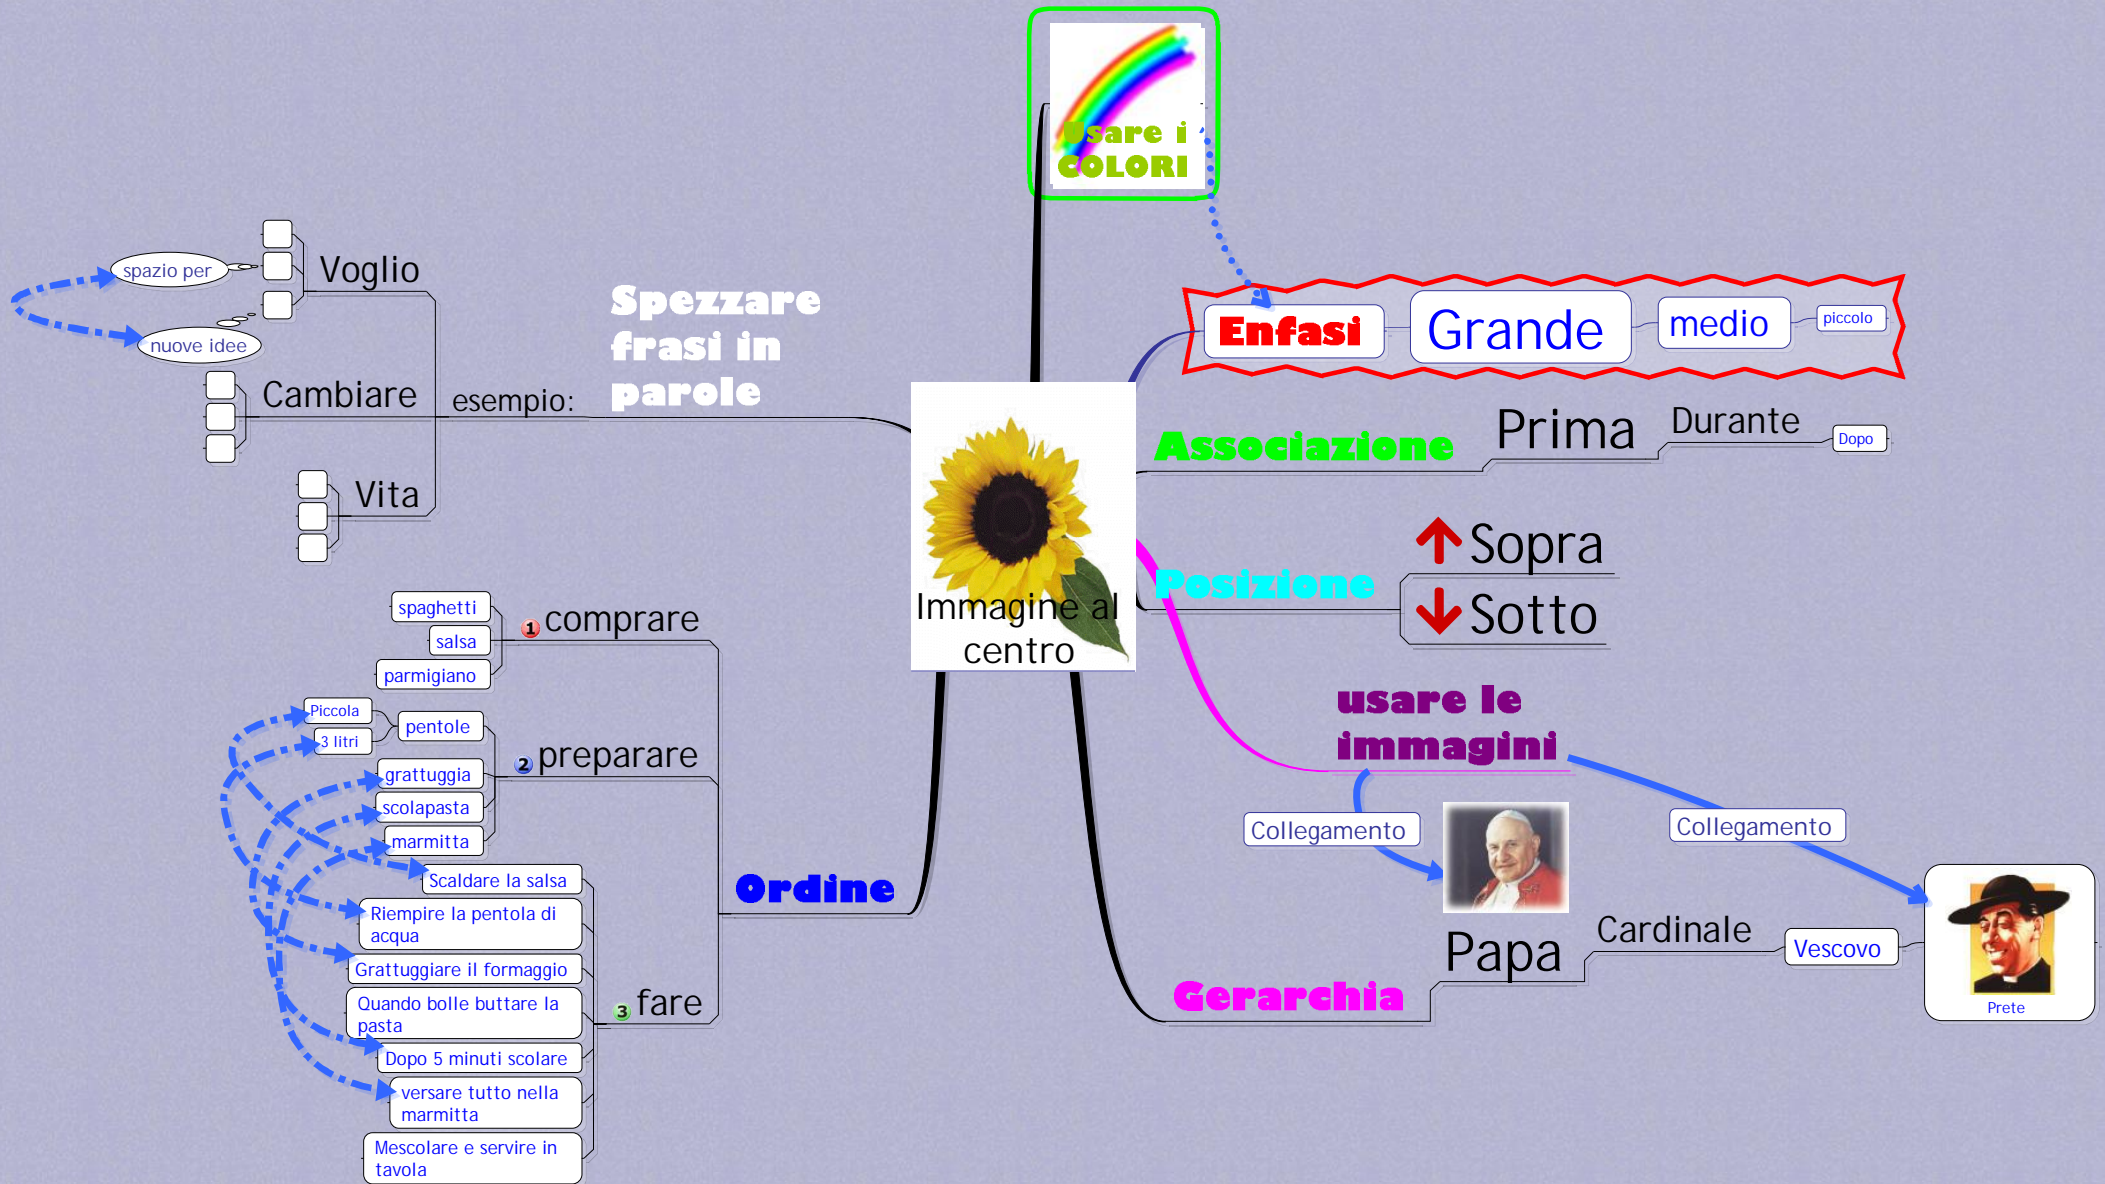 Usare i
COLORI
Enfasi
Grande
medio
piccolo
Associazione
Prima
Durante
Dopo
Posizione
Sopra
Sotto
usare le
immagini
Collegamento
Collegamento
Gerarchia
Papa
Cardinale
Vescovo
Prete
Immagine al
centro
Spezzare
frasi in
parole
esempio:
Voglio
spazio per
nuove idee
Cambiare
Vita
Ordine
1 comprare
spaghetti
salsa
parmigiano
2 preparare
pentole
Piccola
3 litri
grattuggia
scolapasta
marmitta
3 fare
Scaldare la salsa
Riempire la pentola di
acqua
Grattuggiare il formaggio
Quando bolle buttare la
pasta
Dopo 5 minuti scolare
versare tutto nella
marmitta
Mescolare e servire in
tavola